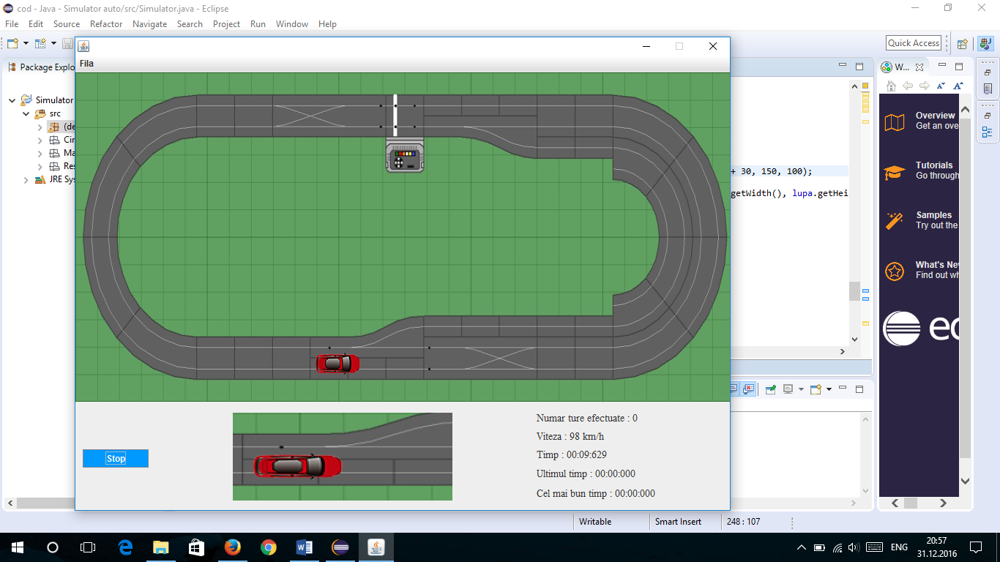 cod - Java - Simulator auto/src/Simulator.java - Eclipse
File Edit Source Refactor Navigate Search Project Run Window Help
Quick Access
Package Explo
Simulator
src
(de
Cir
Ma
Res
JRE Sys
Fila
+ 30, 150, 100);
getWidth(), lupa.getHei
W...
Overview
Get an ove
Tutorials
Go through
Samples
Try out the
What's Ne
Find out wh
ec
Stop
Numar ture efectuate : 0
Viteza : 98 km/h
Timp : 00:09:629
Ultimul timp : 00:00:000
Cel mai bun timp : 00:00:000
Writable Smart Insert 248 : 107
ENG
20:57
31.12.2016